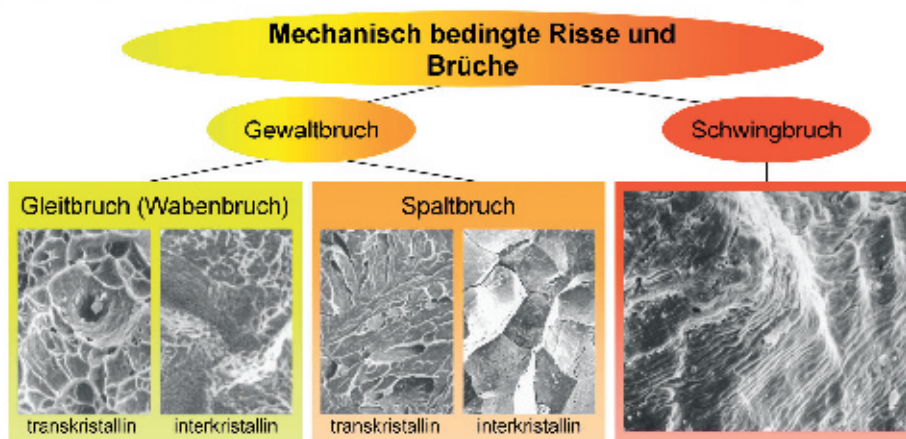 Mechanisch bedingte Risse und
Brüche
Gewaltbruch
Schwingbruch
Gleitbruch (Wabenbruch)
Spaltbruch
transkristallin
interkristallin
transkristallin
interkristallin